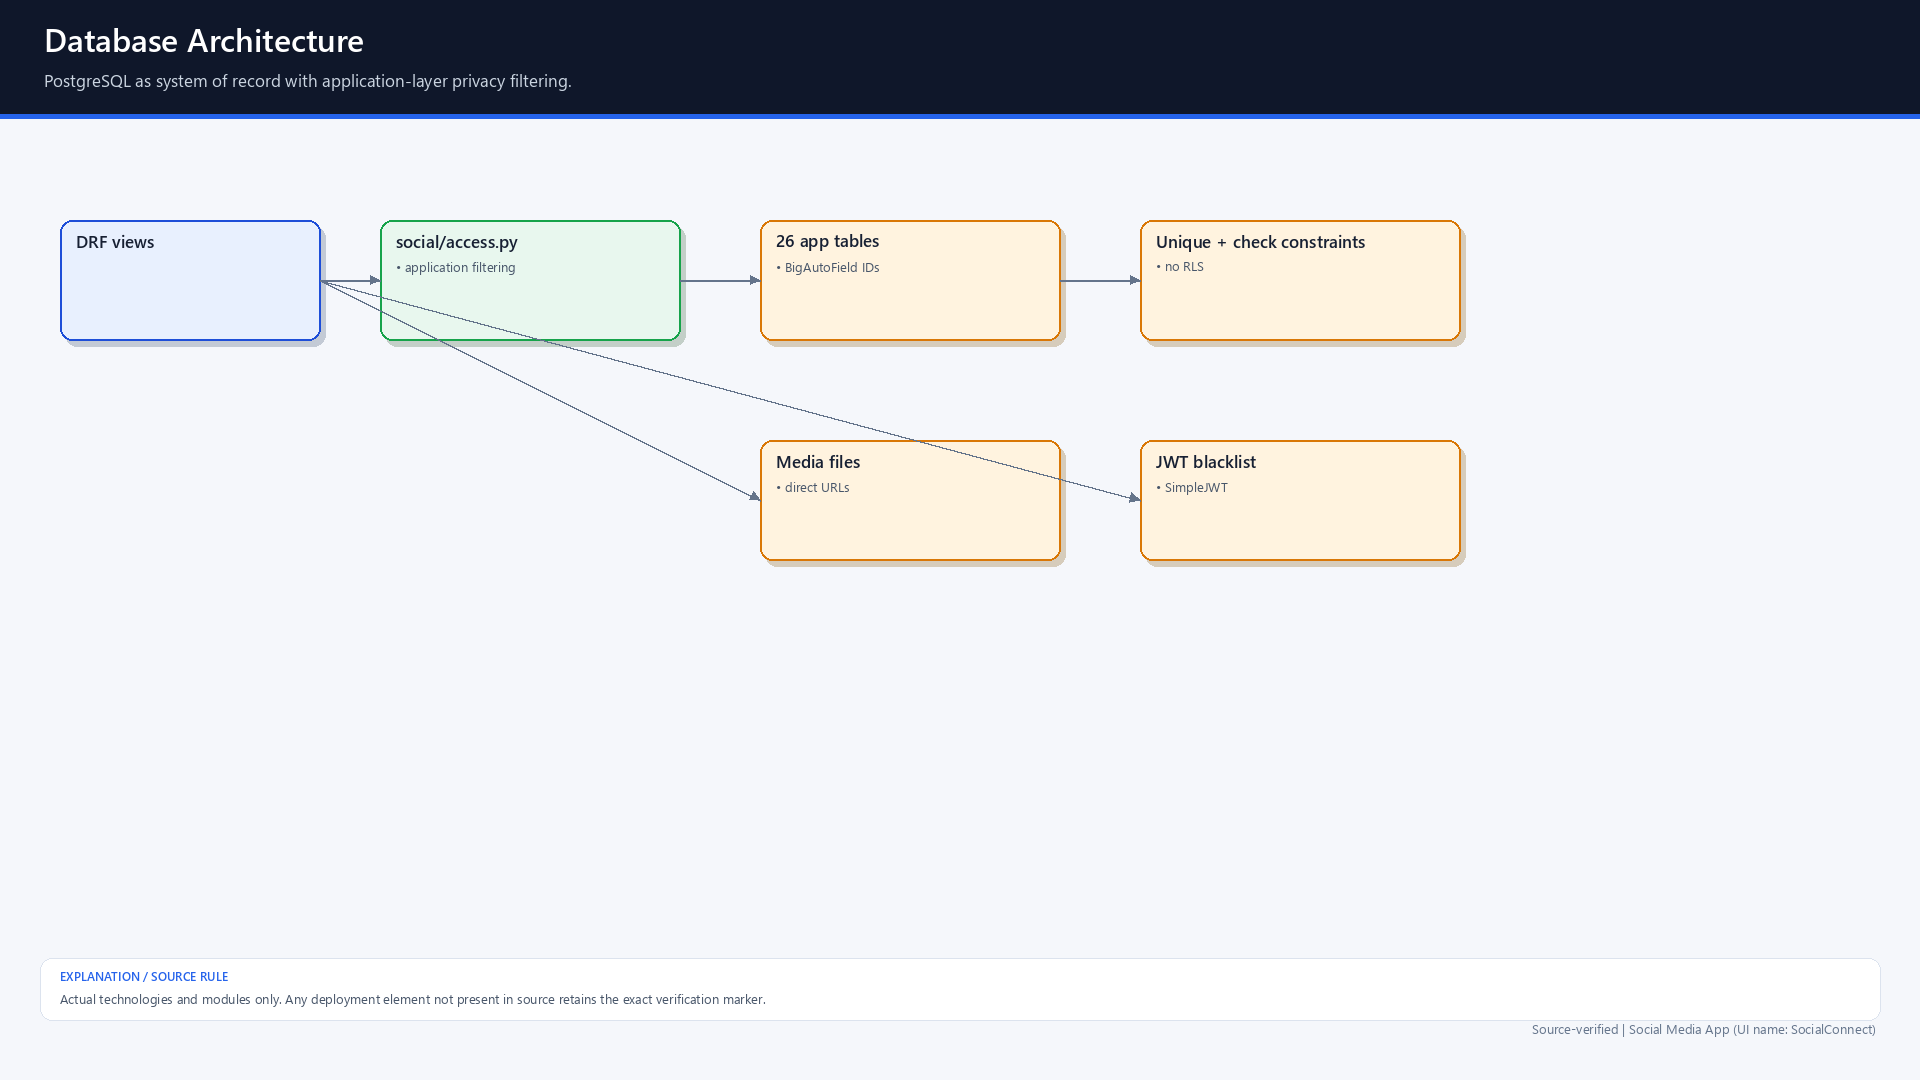 Database Architecture
PostgreSQL as system of record with application-layer privacy filtering.
DRF views
social/access.py
• application filtering
26 app tables
• BigAutoField IDs
Unique + check constraints
• no RLS
Media files
• direct URLs
JWT blacklist
• SimpleJWT
EXPLANATION / SOURCE RULE
Actual technologies and modules only. Any deployment element not present in source retains the exact verification marker.
Source-verified | Social Media App (UI name: SocialConnect)